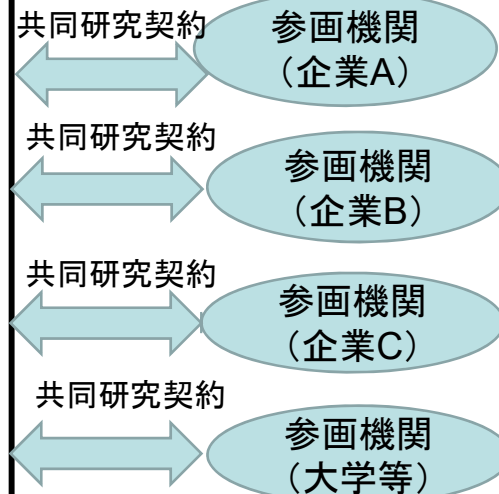 共同研究契約
参画機関
（企業A）
共同研究契約
参画機関
（企業B）
共同研究契約
参画機関
（企業C）
共同研究契約
参画機関
（大学等）